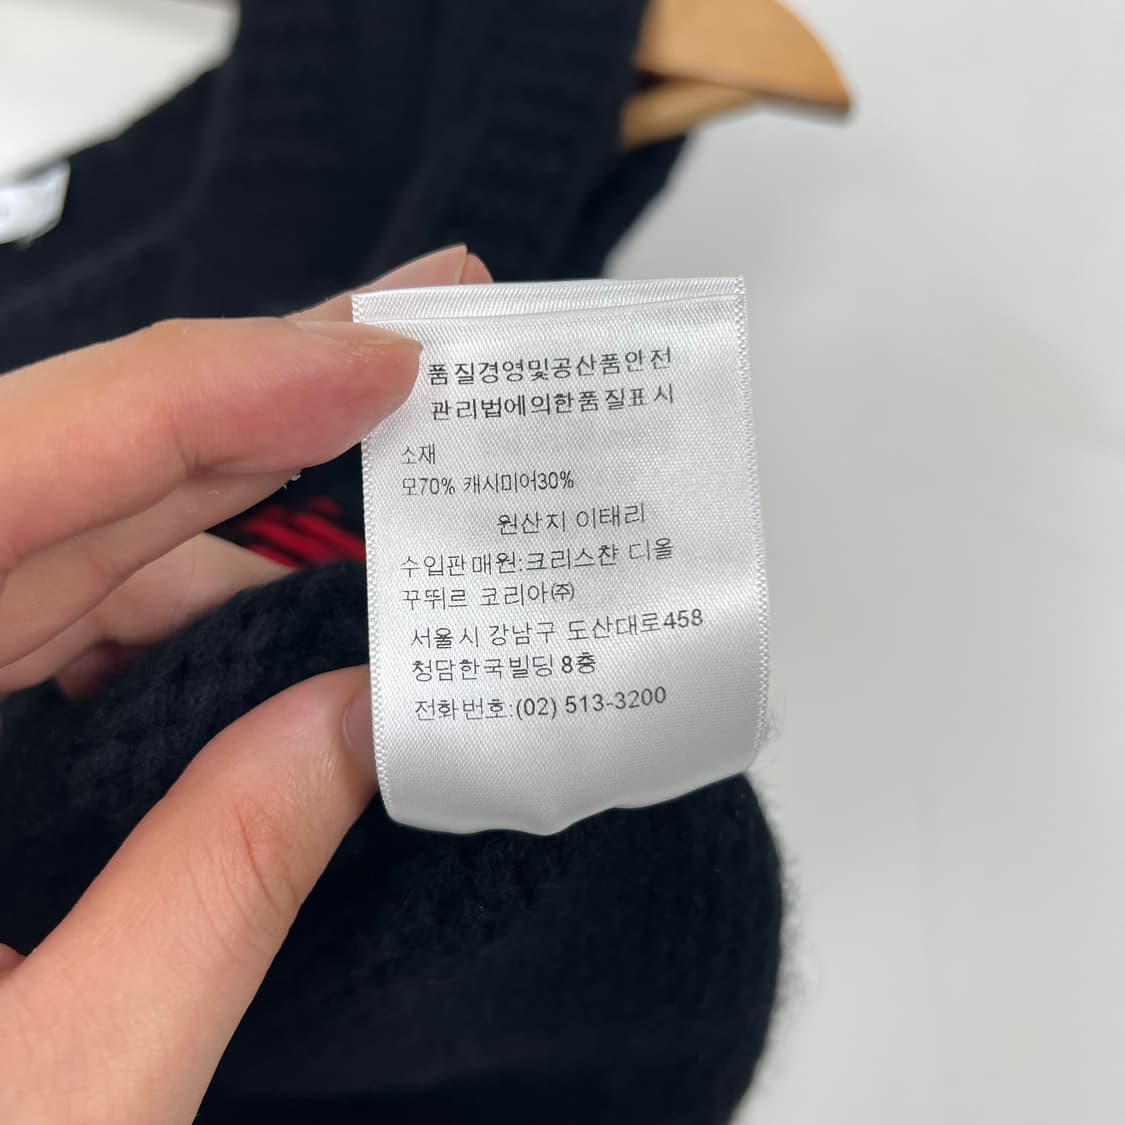 품질경영및공산품안전
관리법에의한품질표시
소재
모70% 캐시미어30%
원산지 이태리
수입판매원:크리스챤 디올
꾸뛰르 코리아㈜
서울시 강남구 도산대로458
청담한국빌딩 8층
전화번호:(02) 513-3200